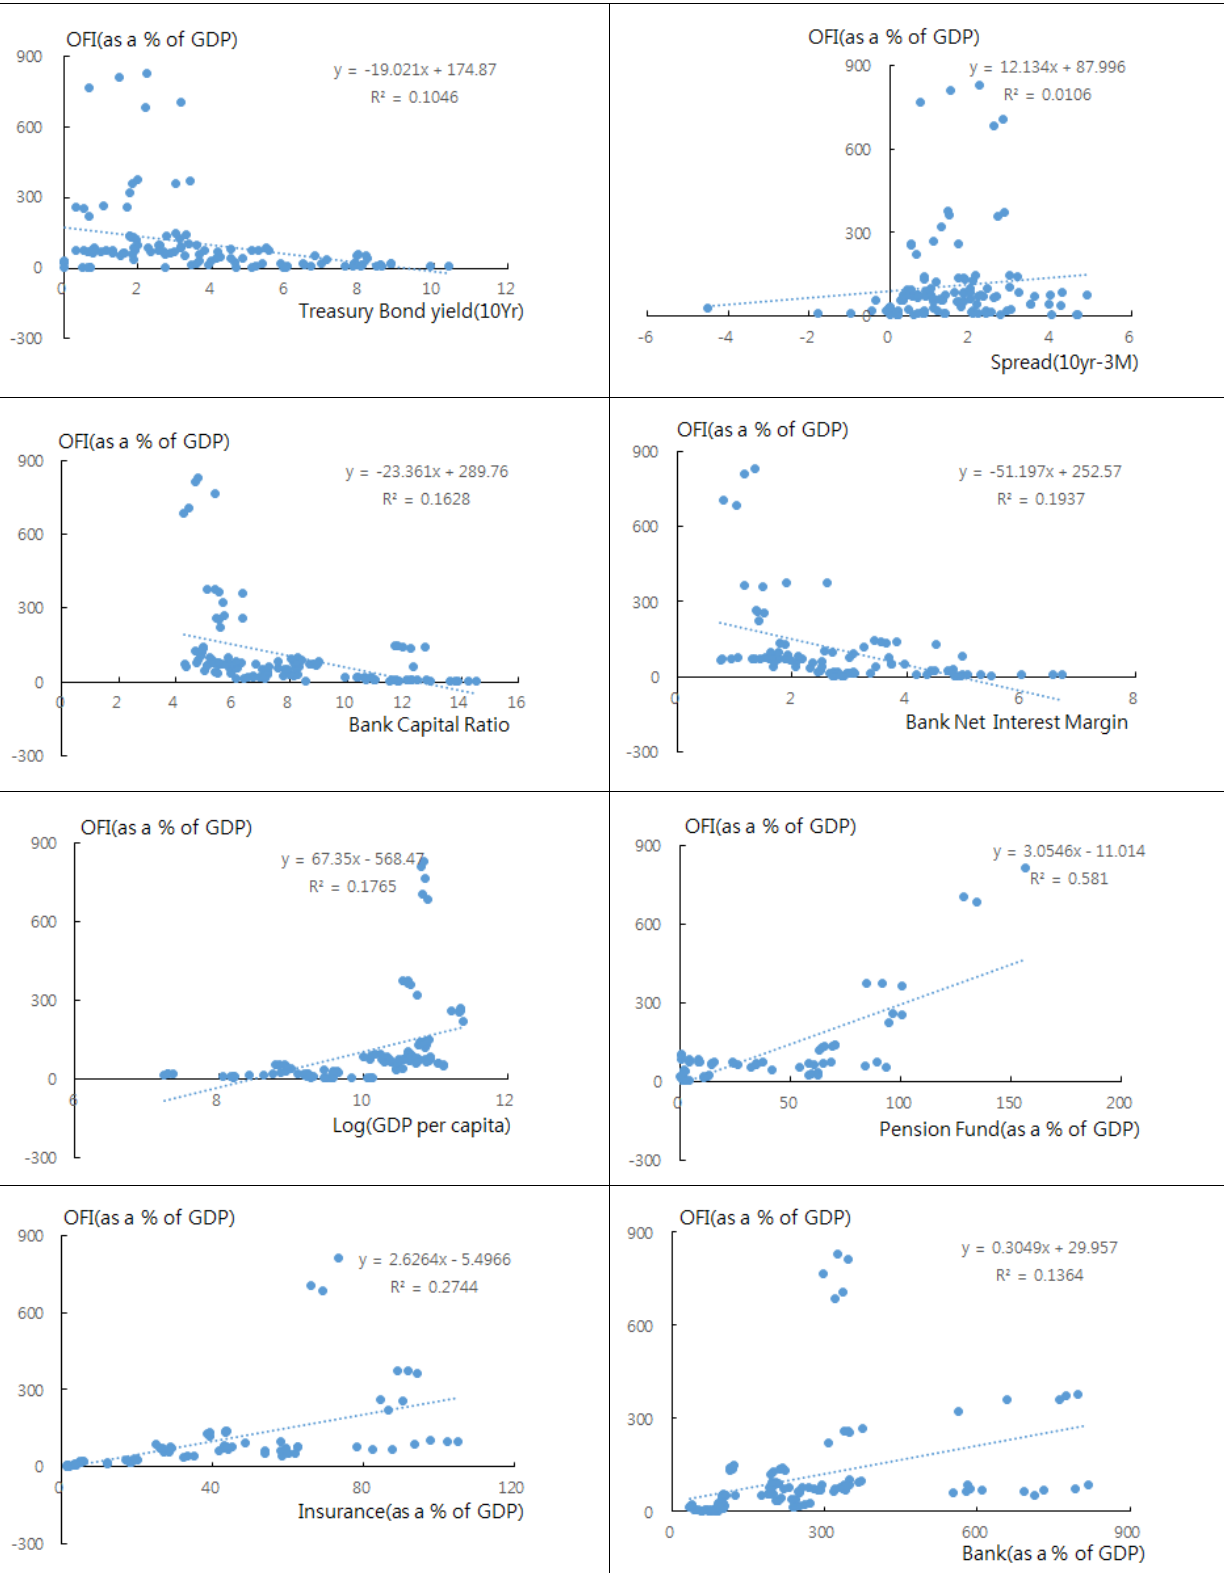 OFI(as a % of GDP)
y = -19.021x + 174.87
R² = 0.1046
900
600
300
0
-300
0 2 4 6 8 10 12
Treasury Bond yield(10Yr)
OFI(as a % of GDP)
y = 12.134x + 87.996
R² = 0.0106
900
600
300
0
-6 -4 -2 0 2 4 6
Spread(10yr-3M)
OFI(as a % of GDP)
y = -23.361x + 289.76
R² = 0.1628
900
600
300
0
-300
0 2 4 6 8 10 12 14 16
Bank Capital Ratio
OFI(as a % of GDP)
y = -51.197x + 252.57
R² = 0.1937
900
600
300
0
-300
0 2 4 6 8
Bank Net Interest Margin
OFI(as a % of GDP)
y = 67.35x - 568.47
R² = 0.1765
900
600
300
0
-300
6 8 10 12
Log(GDP per capita)
OFI(as a % of GDP)
y = 3.0546x - 11.014
R² = 0.581
900
600
300
0
-300
0 50 100 150 200
Pension Fund(as a % of GDP)
OFI(as a % of GDP)
y = 2.6264x - 5.4966
R² = 0.2744
900
600
300
0
-300
0 40 80 120
Insurance(as a % of GDP)
OFI(as a % of GDP)
y = 0.3049x + 29.957
R² = 0.1364
900
600
300
0
0 300 600 900
Bank(as a % of GDP)